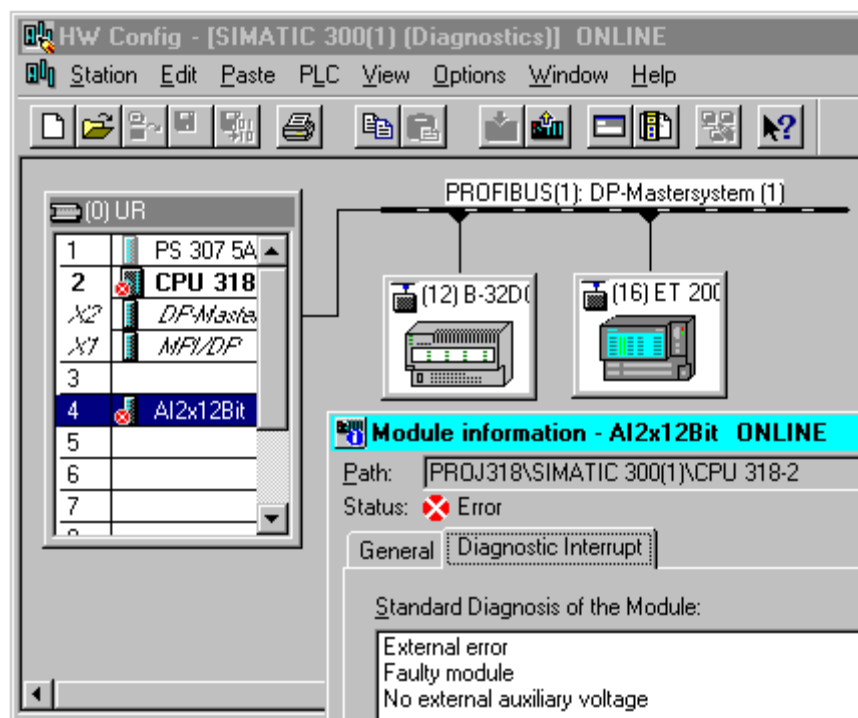 HW Config - [SIMATIC 300(1) (Diagnostics)] ONLINE
Station Edit Paste PLC View Options Window Help
PROFIBUS(1): DP-Mastersystem (1)
(0) UR
1 PS 307 5A
2 CPU 318
X2 DP-Maste
X1 MPI/DP
3
4 AI2x12Bit
5
6
7
(12) B-32D
(16) ET 200
Module information - AI2x12Bit ONLINE
Path: PROJ318\SIMATIC 300(1)\CPU 318-2
Status: Error
General Diagnostic Interrupt
Standard Diagnosis of the Module:
External error
Faulty module
No external auxiliary voltage